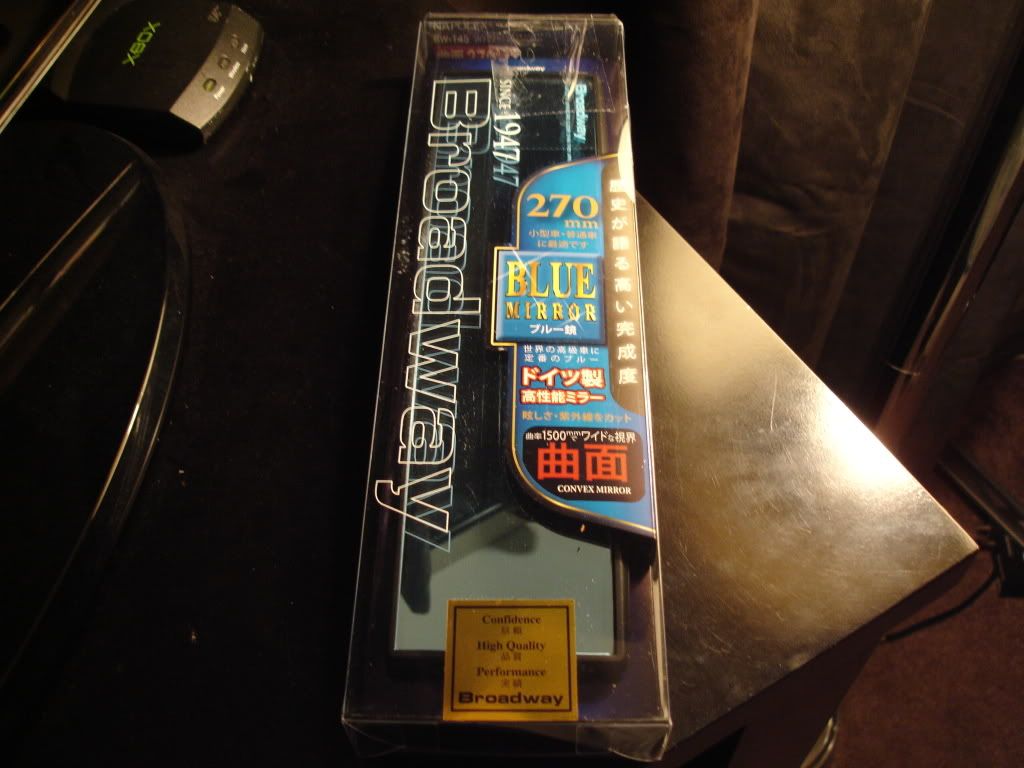 XBOX
NAPOLEX
BW-145
Broadway
SINCE 1947
Broadway
歴史が語る高い完成度
270
mm
小型車・普通車
に最適です
BLUE
MIRROR
ブルー鏡
世界の高級車に
定番のブルー
ドイツ製
高性能ミラー
眩しさ・紫外線をカット
曲率1500mmでワイドな視界
曲面
CONVEX MIRROR
Confidence
信頼
High Quality
品質
Performance
実績
Broadway